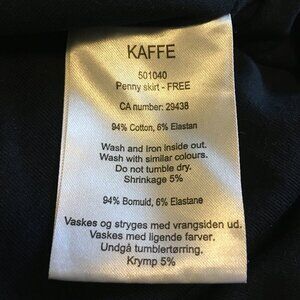 KAFFE
501040
Penny skirt - FREE
CA number: 29438
94% Cotton, 6% Elastan
Wash and Iron inside out.
Wash with similar colours.
Do not tumble dry.
Shrinkage 5%
94% Bomuld, 6% Elastane
Vaskes og stryges med vrangsiden ud.
Vaskes med ligende farver.
Undgå tumblertørring.
Krymp 5%